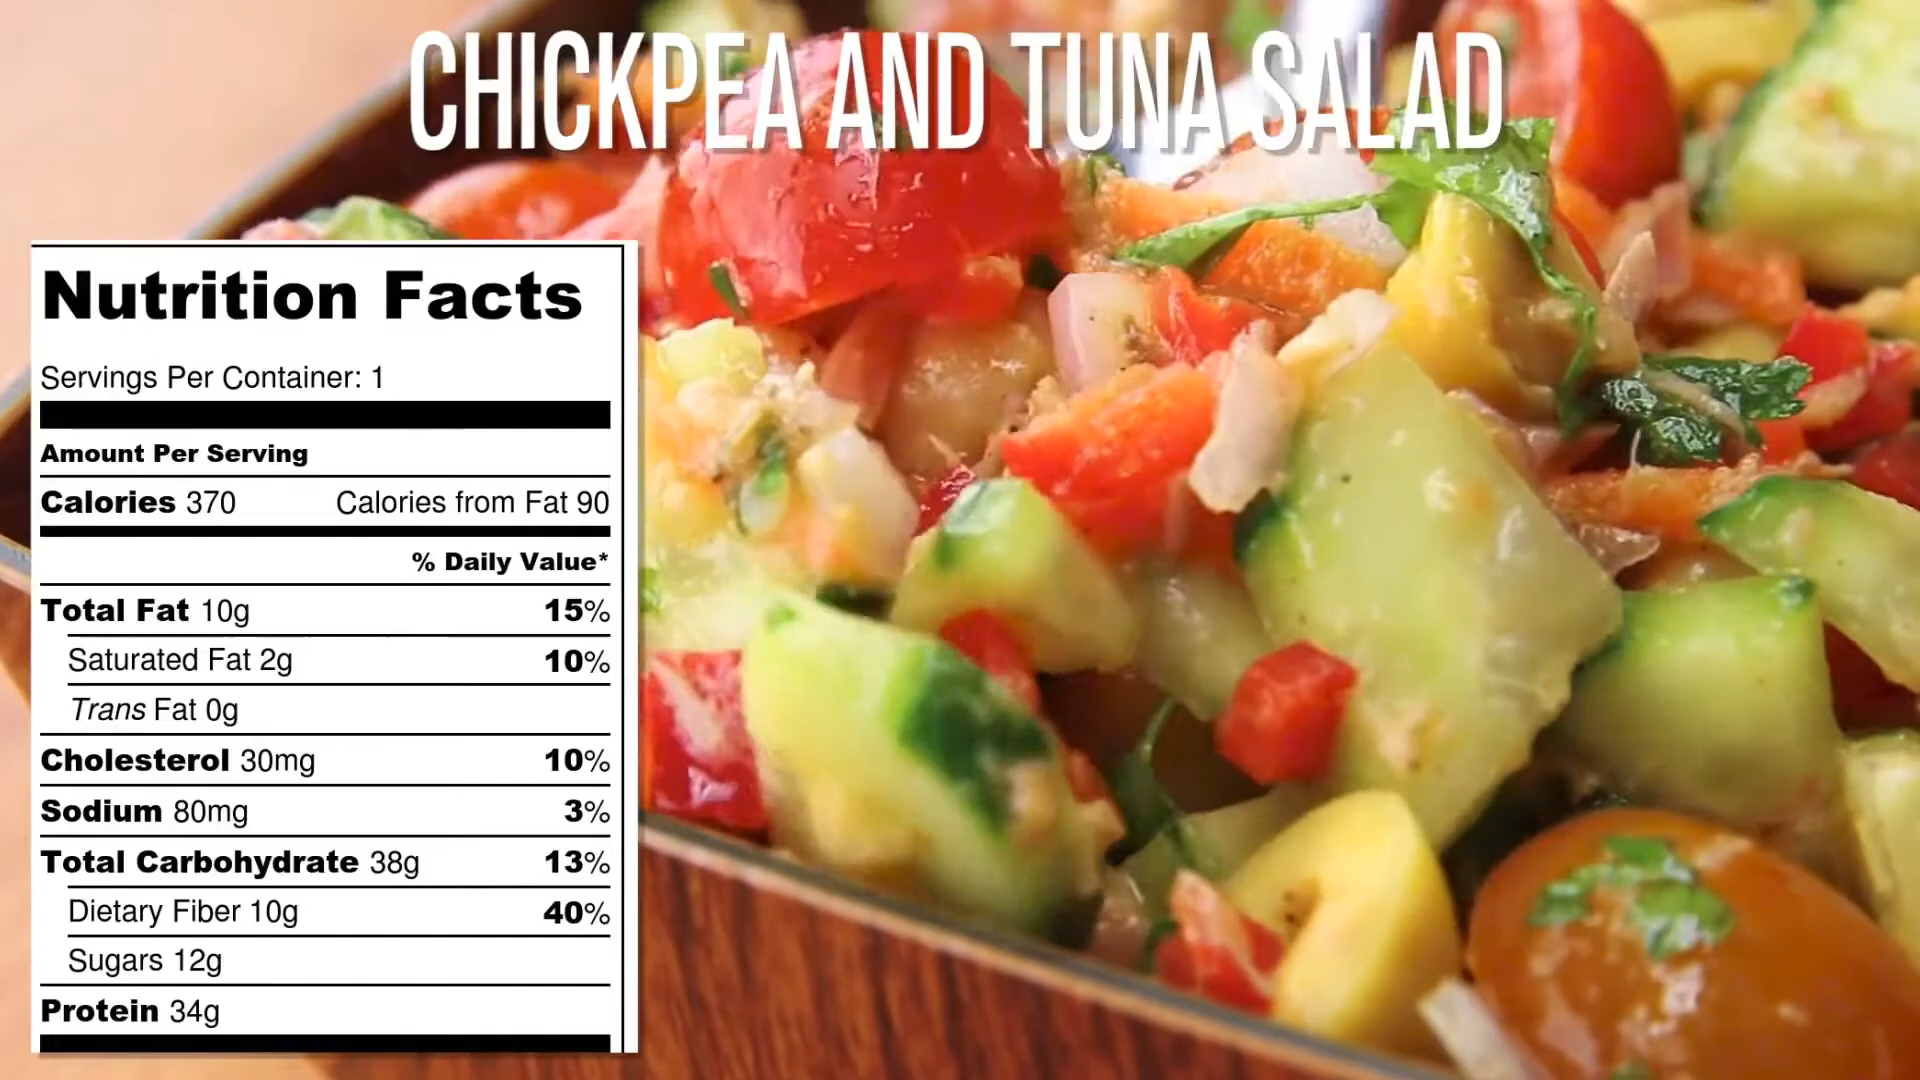 CHICKPEA AND TUNA SALAD
Nutrition Facts
Servings Per Container: 1
Amount Per Serving
Calories 370 Calories from Fat 90
% Daily Value*
Total Fat 10g 15%
Saturated Fat 2g 10%
Trans Fat 0g
Cholesterol 30mg 10%
Sodium 80mg 3%
Total Carbohydrate 38g 13%
Dietary Fiber 10g 40%
Sugars 12g
Protein 34g